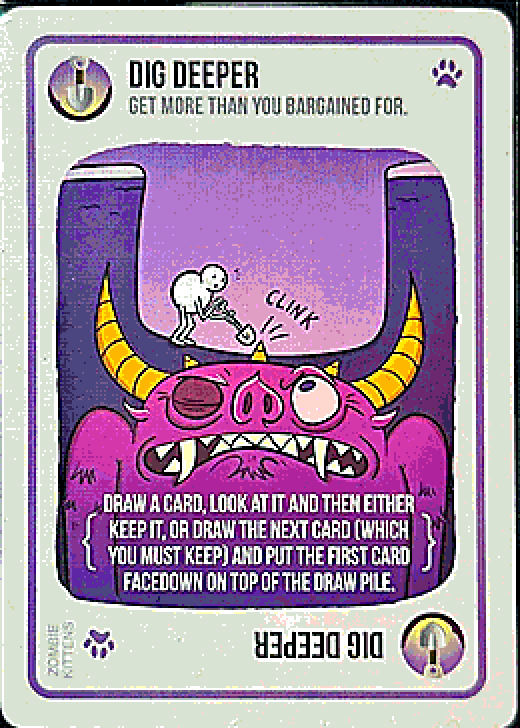 DIG DEEPER
GET MORE THAN YOU BARGAINED FOR.
CLINK
DRAW A CARD, LOOK AT IT AND THEN EITHER
KEEP IT, OR DRAW THE NEXT CARD (WHICH
YOU MUST KEEP) AND PUT THE FIRST CARD
FACEDOWN ON TOP OF THE DRAW PILE.
ZOMBIE
KITTENS
DIG DEEPER